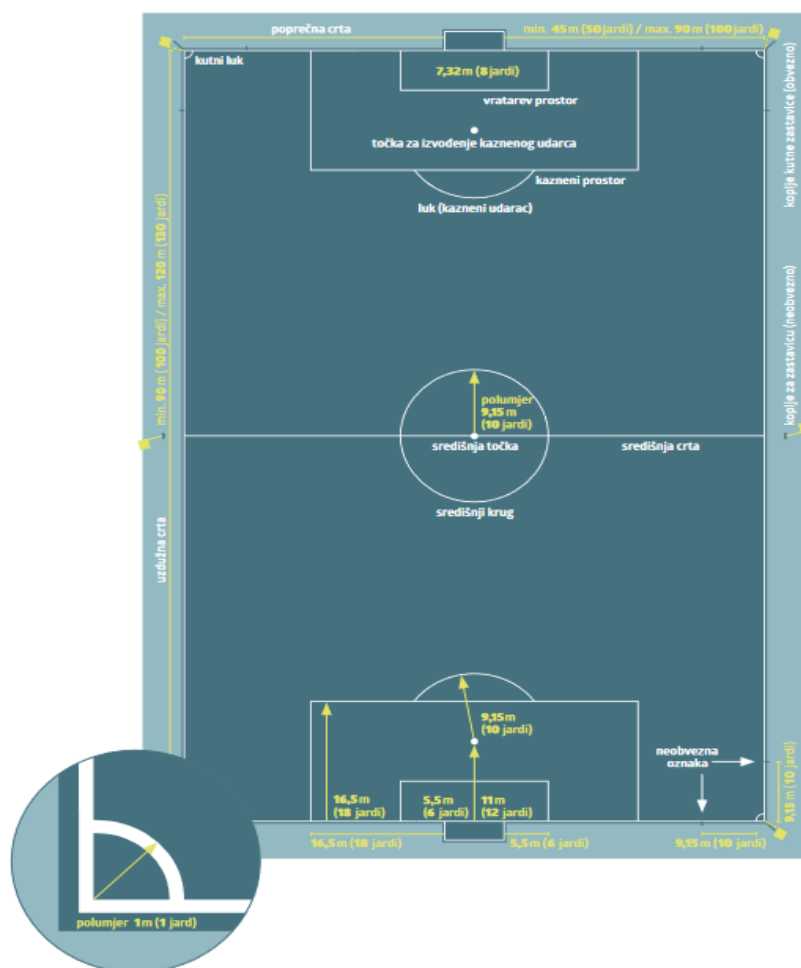 poprečna crta
min. 45 m (50 jardi) / max. 90 m (100 jardi)
kutni luk
7,32 m (8 jardi)
vratarev prostor
točka za izvođenje kaznenog udarca
kazneni prostor
luk (kazneni udarac)
koplje kutne zastavice (obvezno)
min. 90 m (100 jardi) / max. 120 m (130 jardi)
koplje za zastavicu (neobvezno)
polumjer
9,15 m
(10 jardi)
središnja točka
središnja crta
središnji krug
uzdužna crta
9,15 m
(10 jardi)
neobvezna
oznaka
16,5 m
(18 jardi)
5,5 m
(6 jardi)
11 m
(12 jardi)
9,15 m (10 jardi)
16,5 m (18 jardi)
5,5 m (6 jardi)
9,15 m (10 jardi)
polumjer 1 m (1 jard)